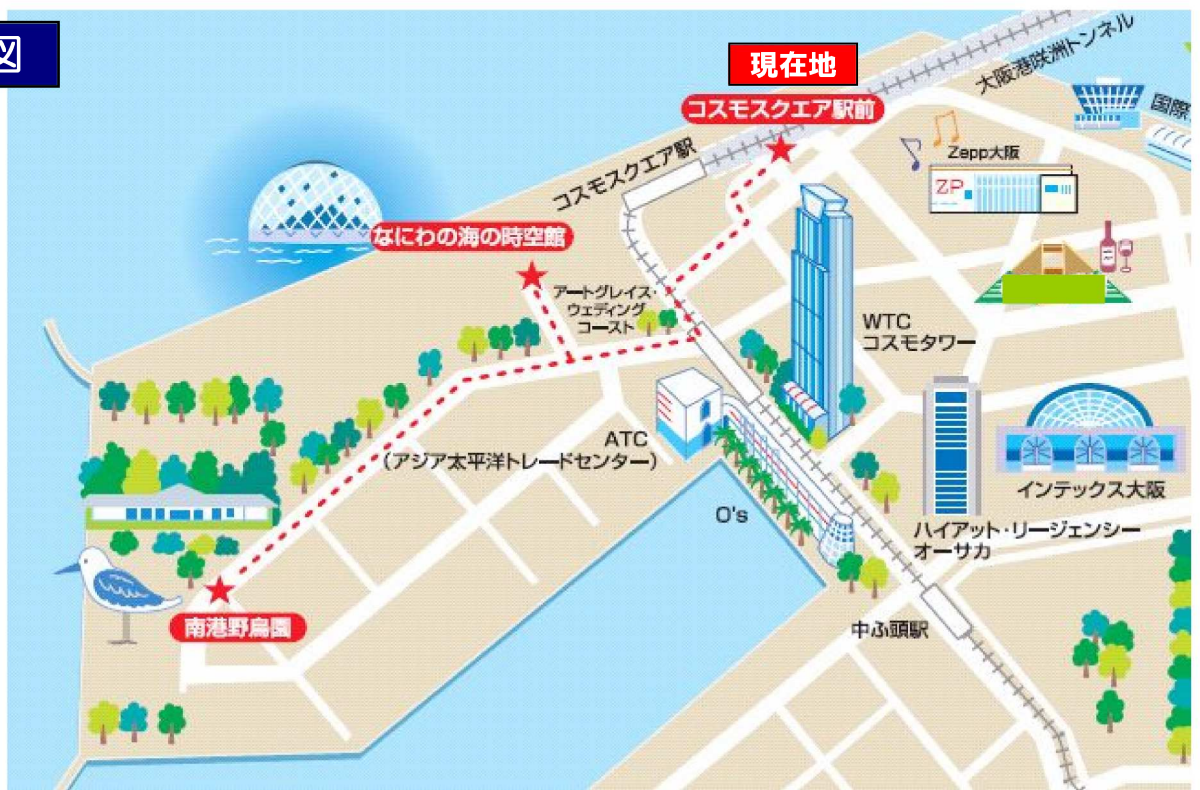 図
現在地
コスモスクエア駅前
大阪港咲洲トンネル
国際
コスモスクエア駅
Zepp大阪
ZP
なにわの海の時空館
アートグレイス・
ウェディング
コースト
WTC
コスモタワー
ATC
(アジア太平洋トレードセンター)
インテックス大阪
O's
ハイアット・リージェンシー
オーサカ
南港野鳥園
中ふ頭駅